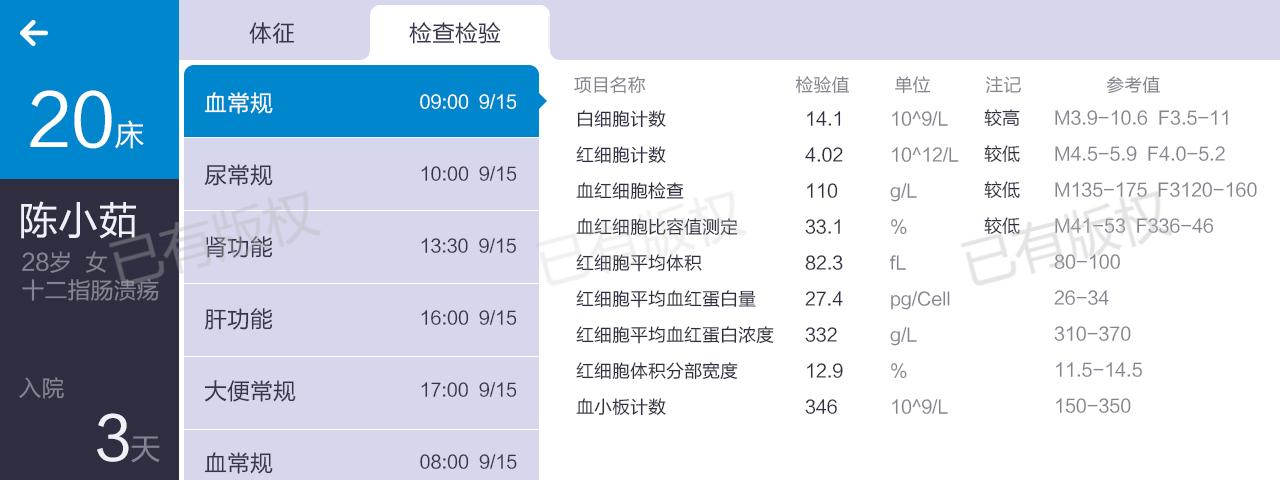 体征 检查检验
20床
陈小茹
28岁 女
十二指肠溃疡
入院
3天
血常规 09:00 9/15
尿常规 10:00 9/15
肾功能 13:30 9/15
肝功能 16:00 9/15
大便常规 17:00 9/15
血常规 08:00 9/15
项目名称 检验值 单位 注记 参考值
白细胞计数 14.1 10^9/L 较高 M3.9-10.6 F3.5-11
红细胞计数 4.02 10^12/L 较低 M4.5-5.9 F4.0-5.2
血红细胞检查 110 g/L 较低 M135-175 F3120-160
血红细胞比容值测定 33.1 % 较低 M41-53 F336-46
红细胞平均体积 82.3 fL 80-100
红细胞平均血红蛋白量 27.4 pg/Cell 26-34
红细胞平均血红蛋白浓度 332 g/L 310-370
红细胞体积分部宽度 12.9 % 11.5-14.5
血小板计数 346 10^9/L 150-350
已有版权
已有版权
已有版权